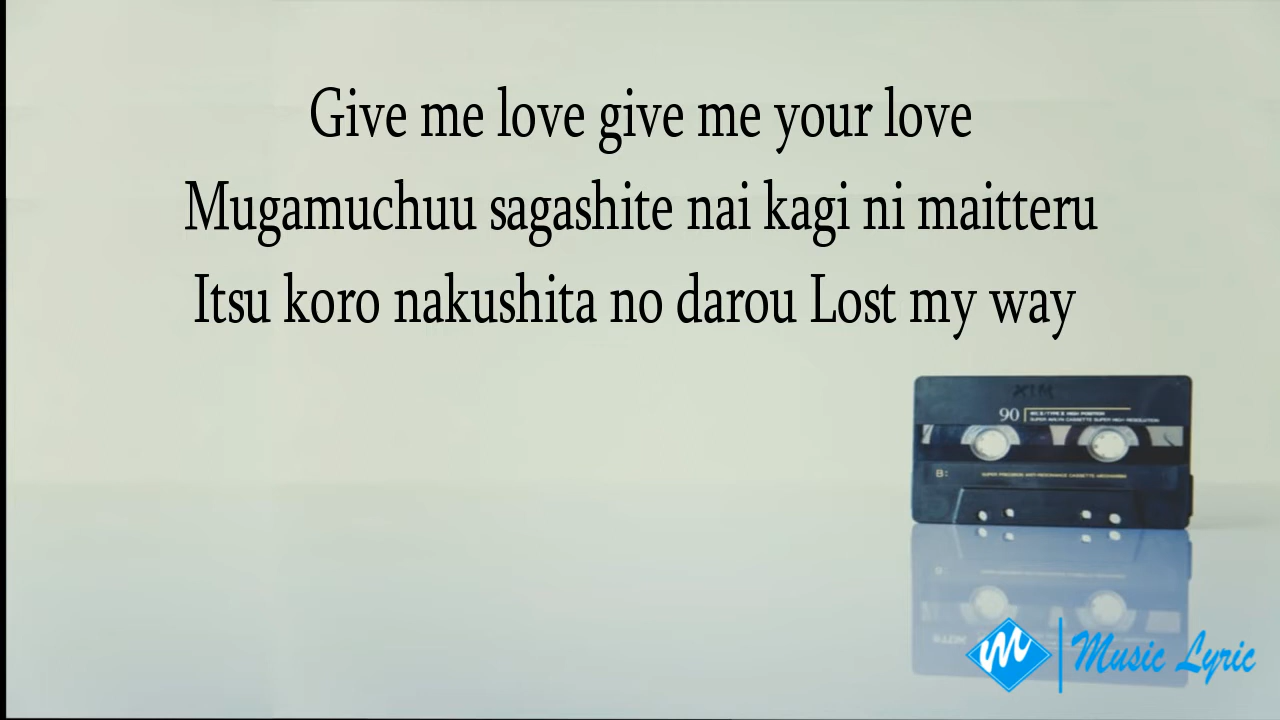 Give me love give me your love
Mugamuchuu sagashite nai kagi ni maitteru
Itsu koro nakushita no darou Lost my way
90
B:
Music Lyric